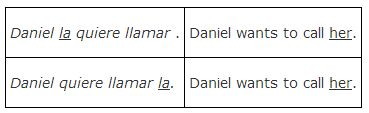 Daniel la quiere llamar . Daniel wants to call her.
Daniel quiere llamar la. Daniel wants to call her.